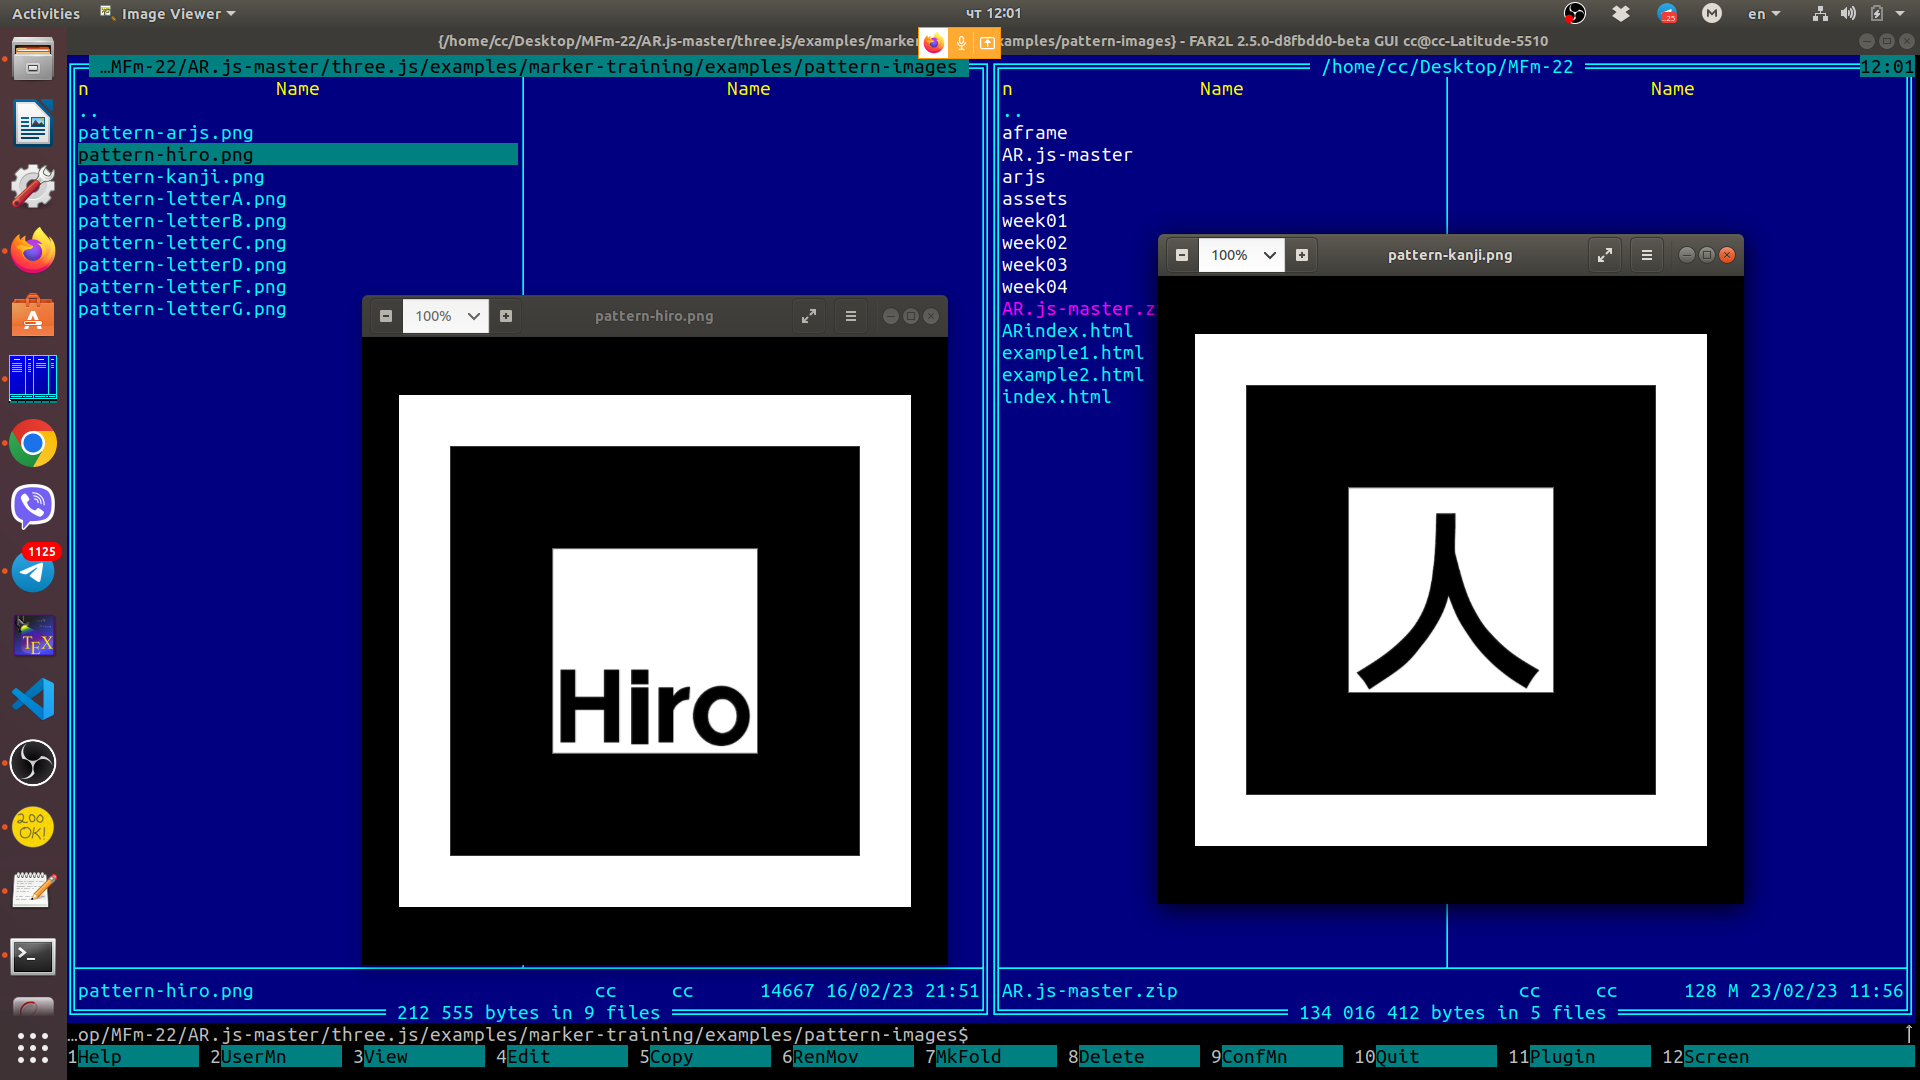 Activities Image Viewer чт 12:01 en
{/home/cc/Desktop/MFm-22/AR.js-master/three.js/examples/marker amples/pattern-images} - FAR2L 2.5.0-d8fbdd0-beta GUI cc@cc-Latitude-5510
…MFm-22/AR.js-master/three.js/examples/marker-training/examples/pattern-images
n Name Name
..
pattern-arjs.png
pattern-hiro.png
pattern-kanji.png
pattern-letterA.png
pattern-letterB.png
pattern-letterC.png
pattern-letterD.png
pattern-letterF.png
pattern-letterG.png
pattern-hiro.png cc cc 14667 16/02/23 21:51
212 555 bytes in 9 files
/home/cc/Desktop/MFm-22 12:01
n Name Name
..
aframe
AR.js-master
arjs
assets
week01
week02
week03
week04
AR.js-master.z
ARindex.html
example1.html
example2.html
index.html
AR.js-master.zip cc cc 128 M 23/02/23 11:56
134 016 412 bytes in 5 files
100% pattern-hiro.png
Hiro
100% pattern-kanji.png
人
25
M
1125
TEX
200
OK!
…op/MFm-22/AR.js-master/three.js/examples/marker-training/examples/pattern-images$
1Help 2UserMn 3View 4Edit 5Copy 6RenMov 7MkFold 8Delete 9ConfMn 10Quit 11Plugin 12Screen